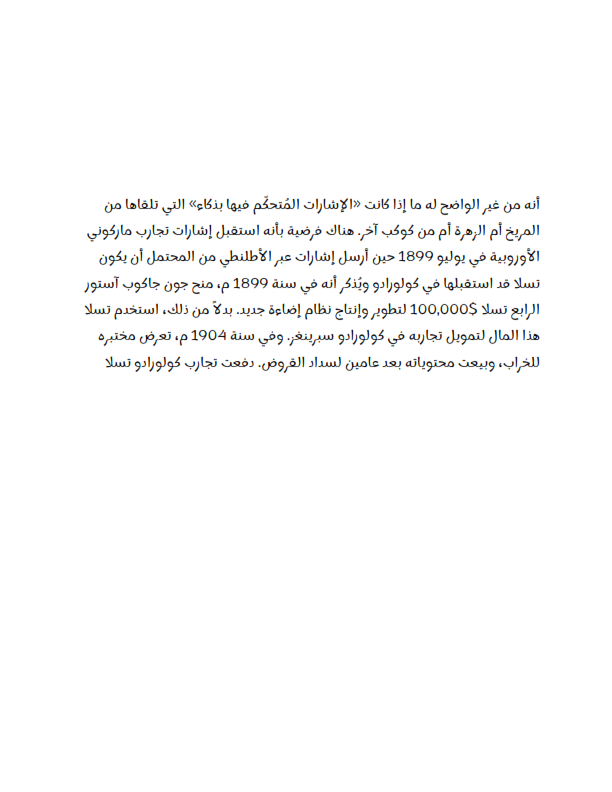 أنه من غير الواضح له ما إذا كانت «الإشارات المُتحكّم فيها بذكاء» التي تلقاها من
المريخ أم الزهرة أم من كوكب آخر. هناك فرضية بأنه استقبل إشارات تجارب ماركوني
الأوروبية في يوليو 1899 حين أرسل إشارات عبر الأطلنطي من المحتمل أن يكون
تسلا قد استقبلها في كولورادو ويُذكر أنه في سنة 1899 م، منح جون جاكوب آستور
الرابع تسلا $100,000 لتطوير وإنتاج نظام إضاءة جديد. بدلاً من ذلك، استخدم تسلا
هذا المال لتمويل تجاربه في كولورادو سبرينغز. وفي سنة 1904 م، تعرض مختبره
للخراب، وبيعت محتوياته بعد عامين لسداد القروض. دفعت تجارب كولورادو تسلا